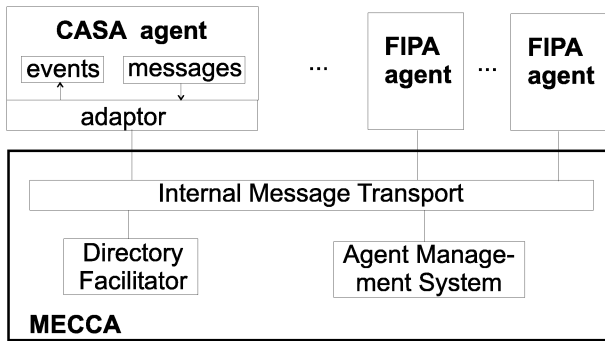 CASA agent
events
messages
adaptor
...
FIPA
agent
...
FIPA
agent
Internal Message Transport
Directory
Facilitator
Agent Manage-
ment System
MECCA